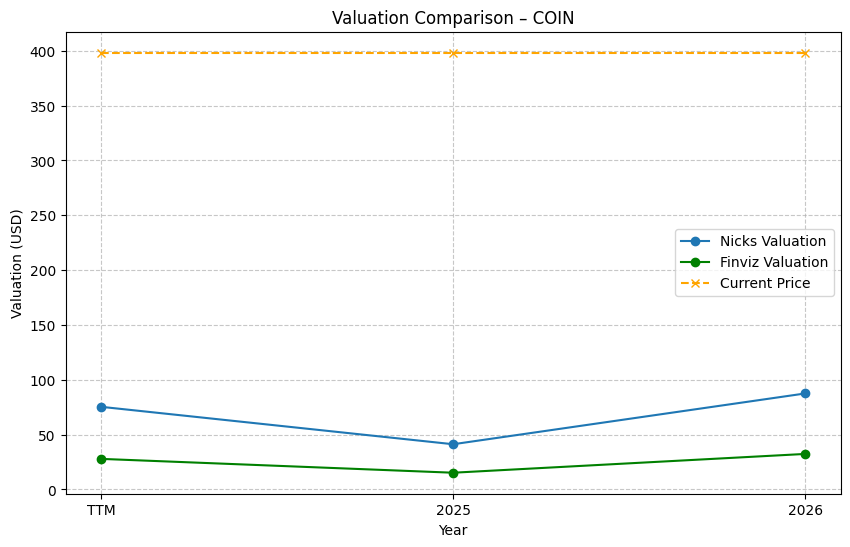 Valuation Comparison – COIN
Valuation (USD)
400
350
300
250
200
150
100
50
0
Nicks Valuation
Finviz Valuation
Current Price
TTM
2025
2026
Year